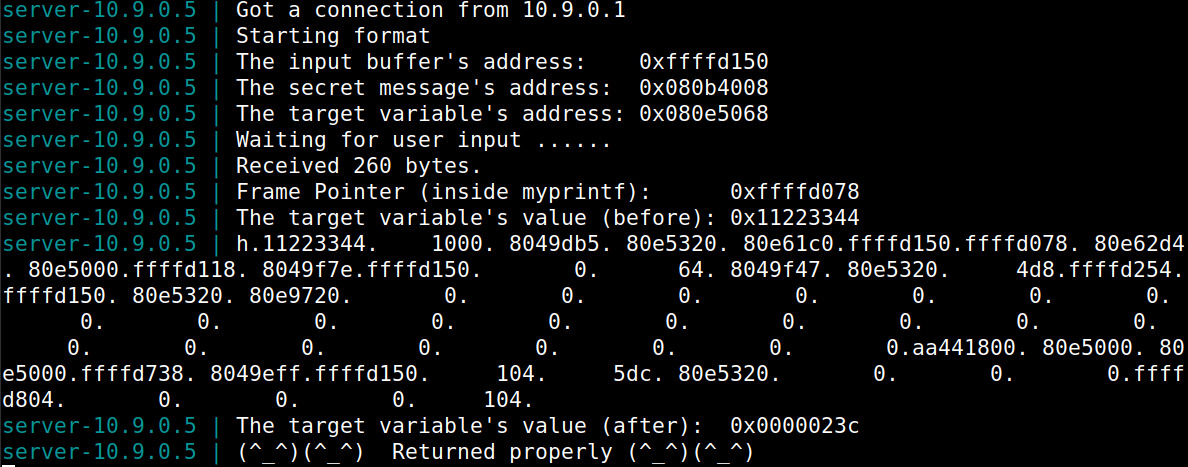 server-10.9.0.5 | Got a connection from 10.9.0.1
server-10.9.0.5 | Starting format
server-10.9.0.5 | The input buffer's address:    0xffffd150
server-10.9.0.5 | The secret message's address:  0x080b4008
server-10.9.0.5 | The target variable's address: 0x080e5068
server-10.9.0.5 | Waiting for user input ......
server-10.9.0.5 | Received 260 bytes.
server-10.9.0.5 | Frame Pointer (inside myprintf):      0xffffd078
server-10.9.0.5 | The target variable's value (before): 0x11223344
server-10.9.0.5 | h.11223344.    1000. 8049db5. 80e5320. 80e61c0.ffffd150.ffffd078. 80e62d4
. 80e5000.ffffd118. 8049f7e.ffffd150.       0.      64. 8049f47. 80e5320.     4d8.ffffd254.
ffffd150. 80e5320. 80e9720.       0.       0.       0.       0.       0.       0.       0.
      0.       0.       0.       0.       0.       0.       0.       0.       0.       0.
     0.       0.       0.       0.       0.       0.       0.       0.aa441800. 80e5000. 80
e5000.ffffd738. 8049eff.ffffd150.     104.     5dc. 80e5320.       0.       0.       0.ffff
d804.       0.       0.       0.     104.
server-10.9.0.5 | The target variable's value (after):  0x0000023c
server-10.9.0.5 | (^_^)(^_^)  Returned properly (^_^)(^_^)